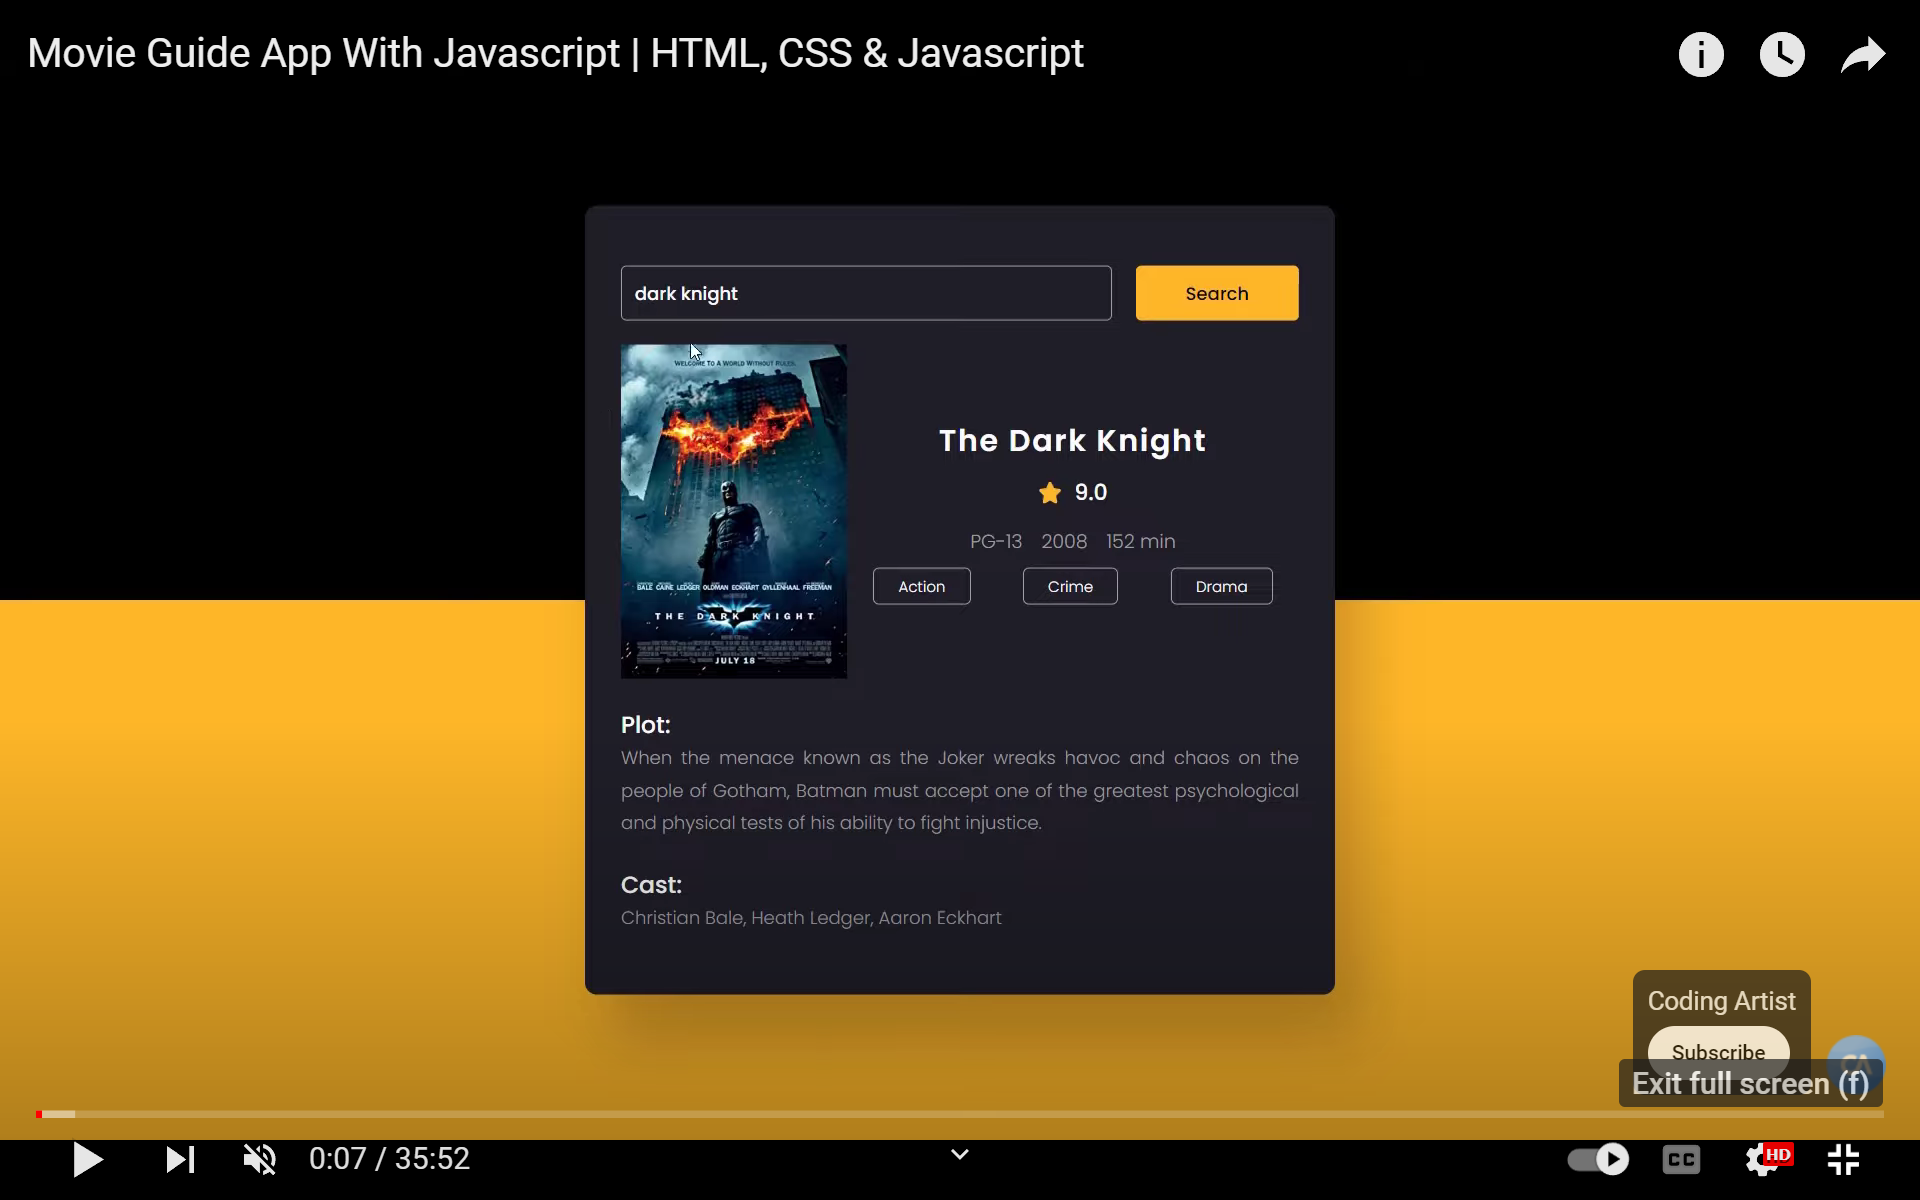 Movie Guide App With Javascript | HTML, CSS & Javascript
dark knight
Search
WELCOME TO A WORLD WITHOUT RULES.
BALE CAINE LEDGER OLDMAN ECKHART GYLLENHAAL FREEMAN
THE DARK KNIGHT
JULY 18
The Dark Knight
9.0
PG-13 2008 152 min
Action Crime Drama
Plot:
When the menace known as the Joker wreaks havoc and chaos on the
people of Gotham, Batman must accept one of the greatest psychological
and physical tests of his ability to fight injustice.
Cast:
Christian Bale, Heath Ledger, Aaron Eckhart
Coding Artist
Subscribe
CA
Exit full screen (f)
0:07 / 35:52
CC
HD